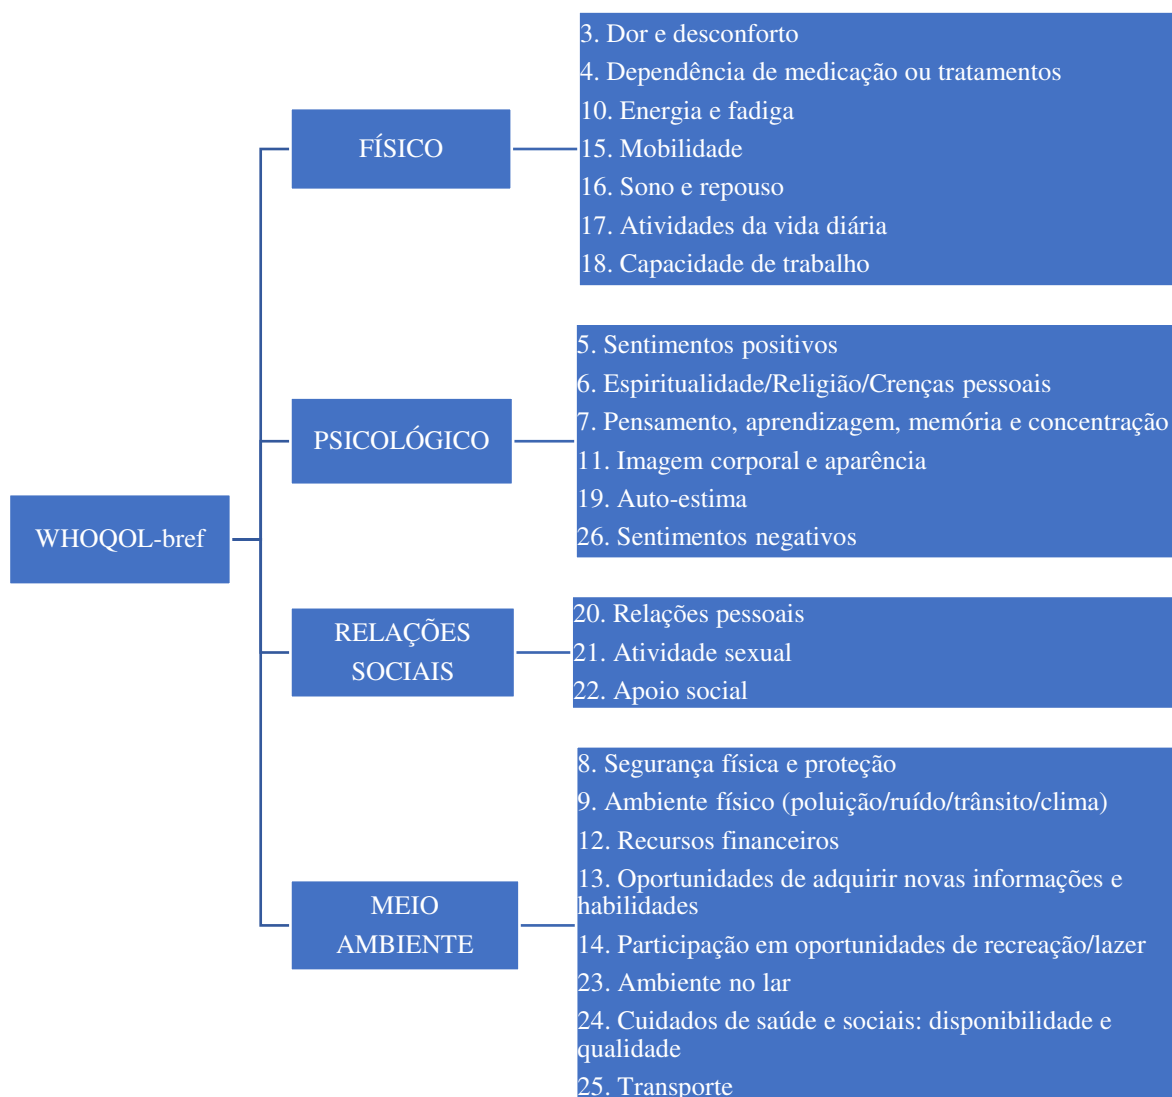 WHOQOL-bref
FÍSICO
3. Dor e desconforto
4. Dependência de medicação ou tratamentos
10. Energia e fadiga
15. Mobilidade
16. Sono e repouso
17. Atividades da vida diária
18. Capacidade de trabalho
PSICOLÓGICO
5. Sentimentos positivos
6. Espiritualidade/Religião/Crenças pessoais
7. Pensamento, aprendizagem, memória e concentração
11. Imagem corporal e aparência
19. Auto-estima
26. Sentimentos negativos
RELAÇÕES
SOCIAIS
20. Relações pessoais
21. Atividade sexual
22. Apoio social
MEIO
AMBIENTE
8. Segurança física e proteção
9. Ambiente físico (poluição/ruído/trânsito/clima)
12. Recursos financeiros
13. Oportunidades de adquirir novas informações e
habilidades
14. Participação em oportunidades de recreação/lazer
23. Ambiente no lar
24. Cuidados de saúde e sociais: disponibilidade e
qualidade
25. Transporte